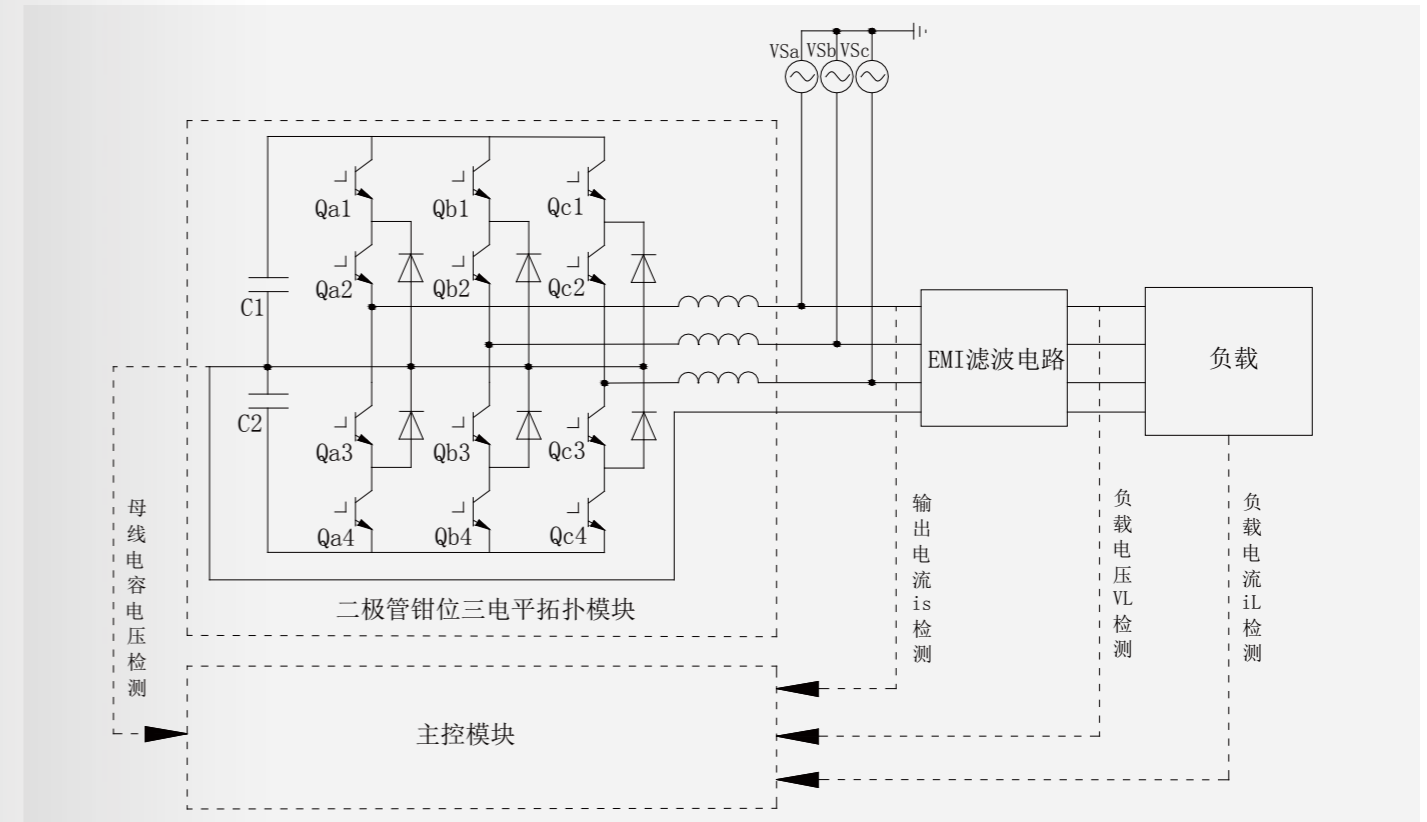 VSa VSb VSc
Qa1 Qb1 Qc1
Qa2 Qb2 Qc2
C1
EMI滤波电路
负载
C2
Qa3 Qb3 Qc3
Qa4 Qb4 Qc4
二极管钳位三电平拓扑模块
母线电容电压检测
输出电流is检测
负载电压VL检测
负载电流iL检测
主控模块